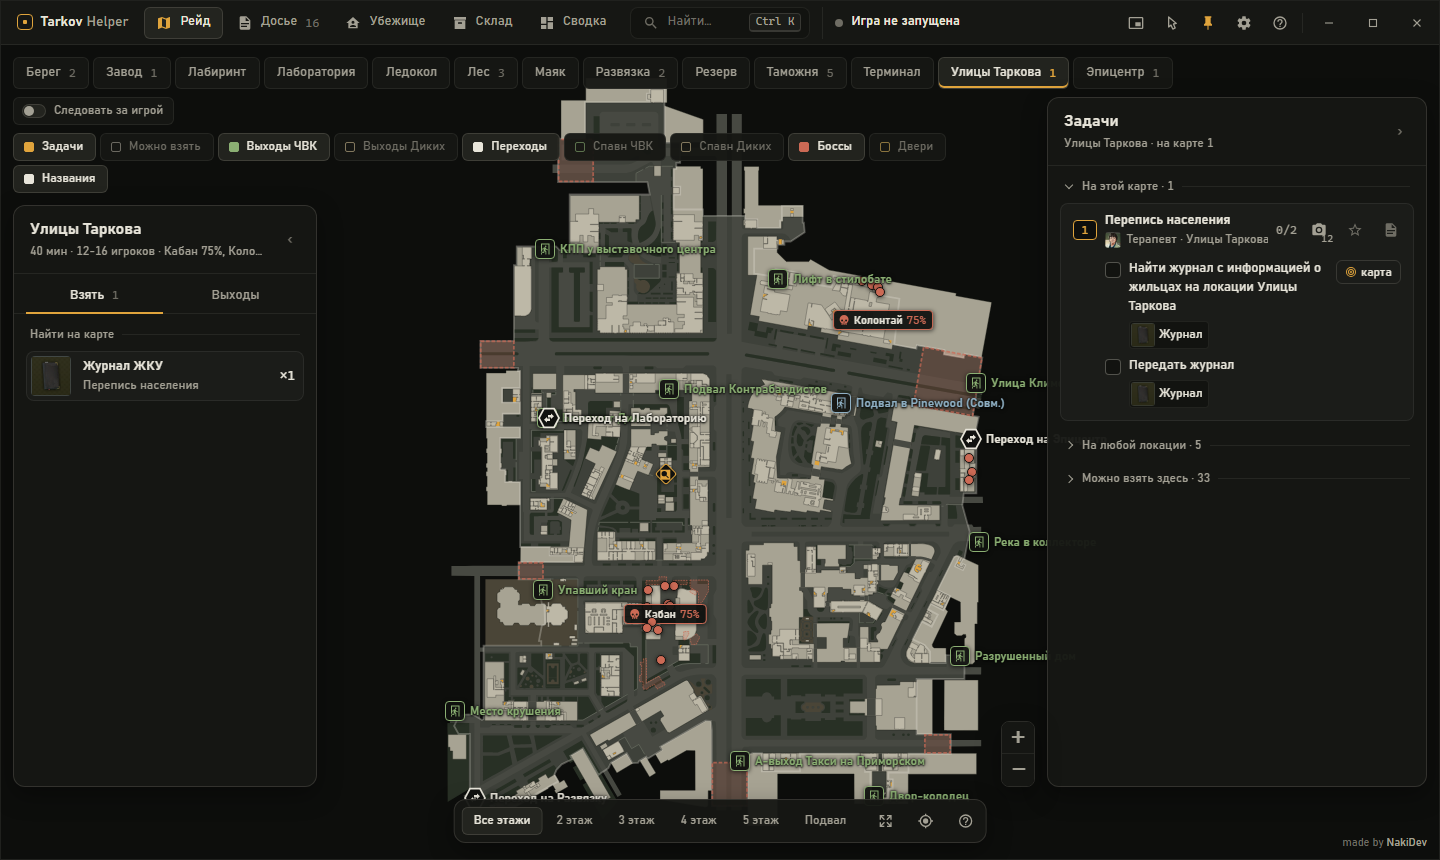 Tarkov Helper
Рейд
Досье 16
Убежище
Склад
Сводка
Найти…
Ctrl K
Игра не запущена
Берег 2
Завод 1
Лабиринт
Лаборатория
Ледокол
Лес 3
Маяк
Развязка 2
Резерв
Таможня 5
Терминал
Улицы Таркова 1
Эпицентр 1
Следовать за игрой
Задачи
Можно взять
Выходы ЧВК
Выходы Диких
Переходы
Спавн ЧВК
Спавн Диких
Боссы
Двери
Названия
Улицы Таркова
40 мин · 12-16 игроков · Кабан 75%, Коло…
Взять 1
Выходы
Найти на карте
Журнал ЖКУ
Перепись населения
×1
КПП у выставочного центра
Лифт в стилобате
Колонтай 75%
Подвал Контрабандистов
Улица Кли
Подвал в Pinewood (Совм.)
Переход на Лабораторию
Переход на
Река в
Упавший кран
Кабан 75%
Разрушенный
Место крушения
А-выход Такси на Приморском
Переход на Развязку
Двор-колодец
Все этажи
2 этаж
3 этаж
4 этаж
5 этаж
Подвал
Задачи
Улицы Таркова · на карте 1
На этой карте · 1
1
Перепись населения
Терапевт · Улицы Таркова
0/2
12
Найти журнал с информацией о
жильцах на локации Улицы
Таркова
карта
Журнал
Передать журнал
Журнал
На любой локации · 5
Можно взять здесь · 33
made by NakiDev